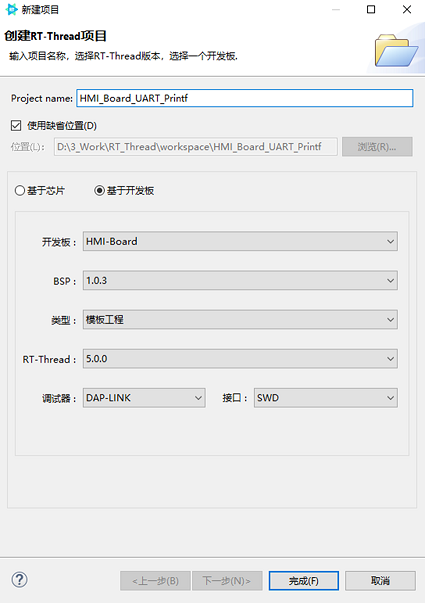 新建项目
创建RT-Thread项目
输入项目名称，选择RT-Thread版本，选择一个开发板.
Project name: HMI_Board_UART_Printf
使用缺省位置(D)
位置(L): D:\3_Work\RT_Thread\workspace\HMI_Board_UART_Printf 浏览(R)...
基于芯片 基于开发板
开发板： HMI-Board
BSP： 1.0.3
类型： 模板工程
RT-Thread： 5.0.0
调试器： DAP-LINK 接口： SWD
?
<上一步(B) 下一步(N)> 完成(F) 取消